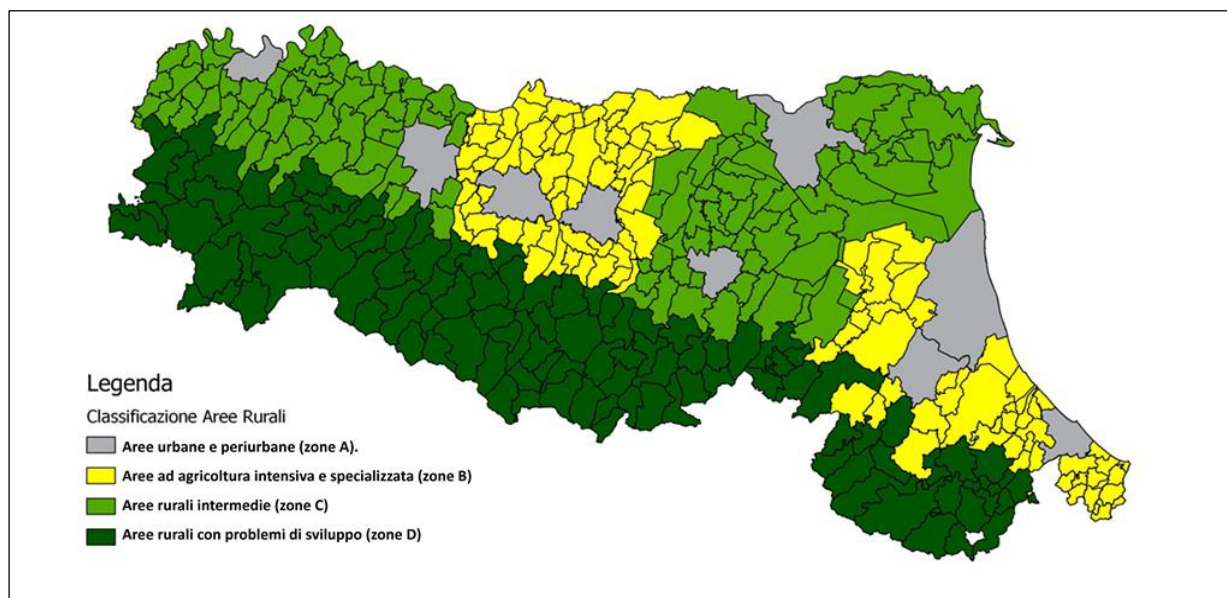 Legenda
Classificazione Aree Rurali
Aree urbane e periurbane (zone A).
Aree ad agricoltura intensiva e specializzata (zone B)
Aree rurali intermedie (zone C)
Aree rurali con problemi di sviluppo (zone D)